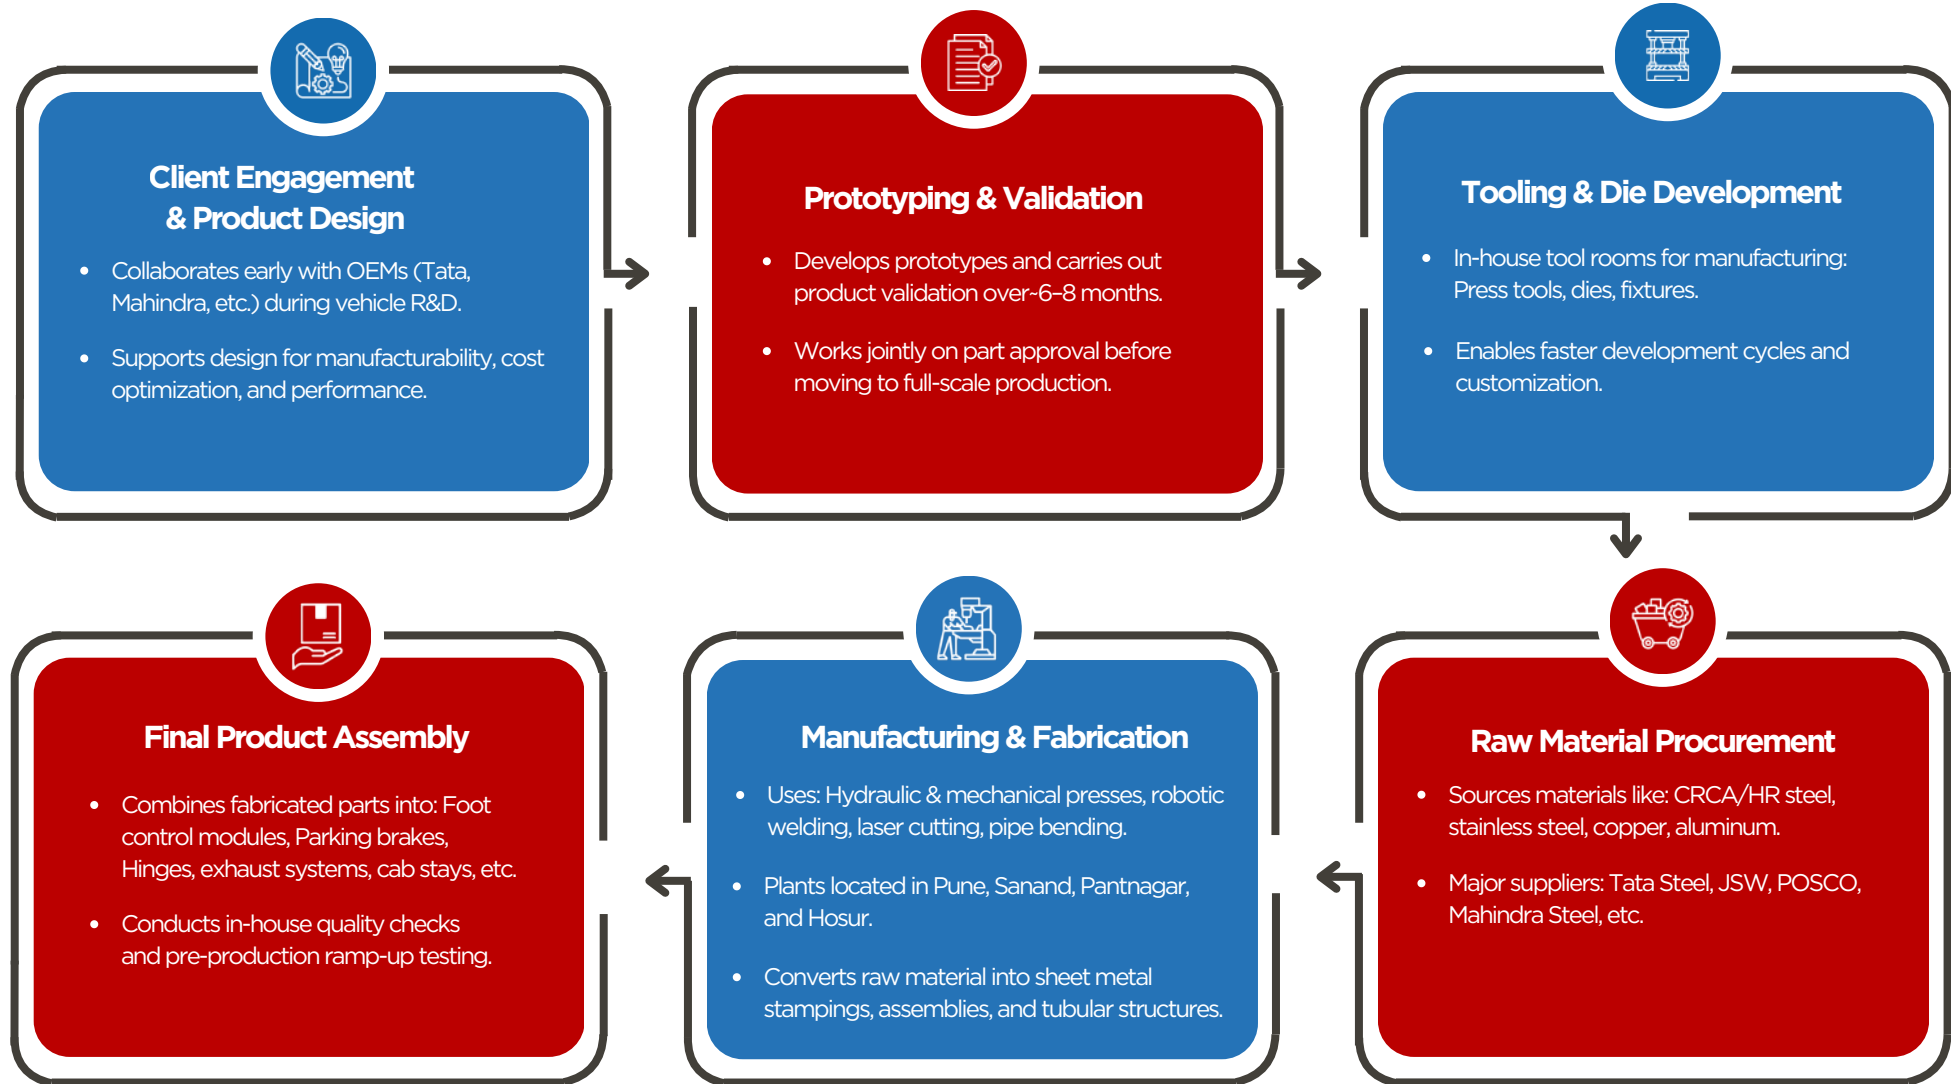 Client Engagement
& Product Design
• Collaborates early with OEMs (Tata,
Mahindra, etc.) during vehicle R&D.
• Supports design for manufacturability, cost
optimization, and performance.
Prototyping & Validation
• Develops prototypes and carries out
product validation over~6–8 months.
• Works jointly on part approval before
moving to full-scale production.
Tooling & Die Development
• In-house tool rooms for manufacturing:
Press tools, dies, fixtures.
• Enables faster development cycles and
customization.
Raw Material Procurement
• Sources materials like: CRCA/HR steel,
stainless steel, copper, aluminum.
• Major suppliers: Tata Steel, JSW, POSCO,
Mahindra Steel, etc.
Manufacturing & Fabrication
• Uses: Hydraulic & mechanical presses, robotic
welding, laser cutting, pipe bending.
• Plants located in Pune, Sanand, Pantnagar,
and Hosur.
• Converts raw material into sheet metal
stampings, assemblies, and tubular structures.
Final Product Assembly
• Combines fabricated parts into: Foot
control modules, Parking brakes,
Hinges, exhaust systems, cab stays, etc.
• Conducts in-house quality checks
and pre-production ramp-up testing.